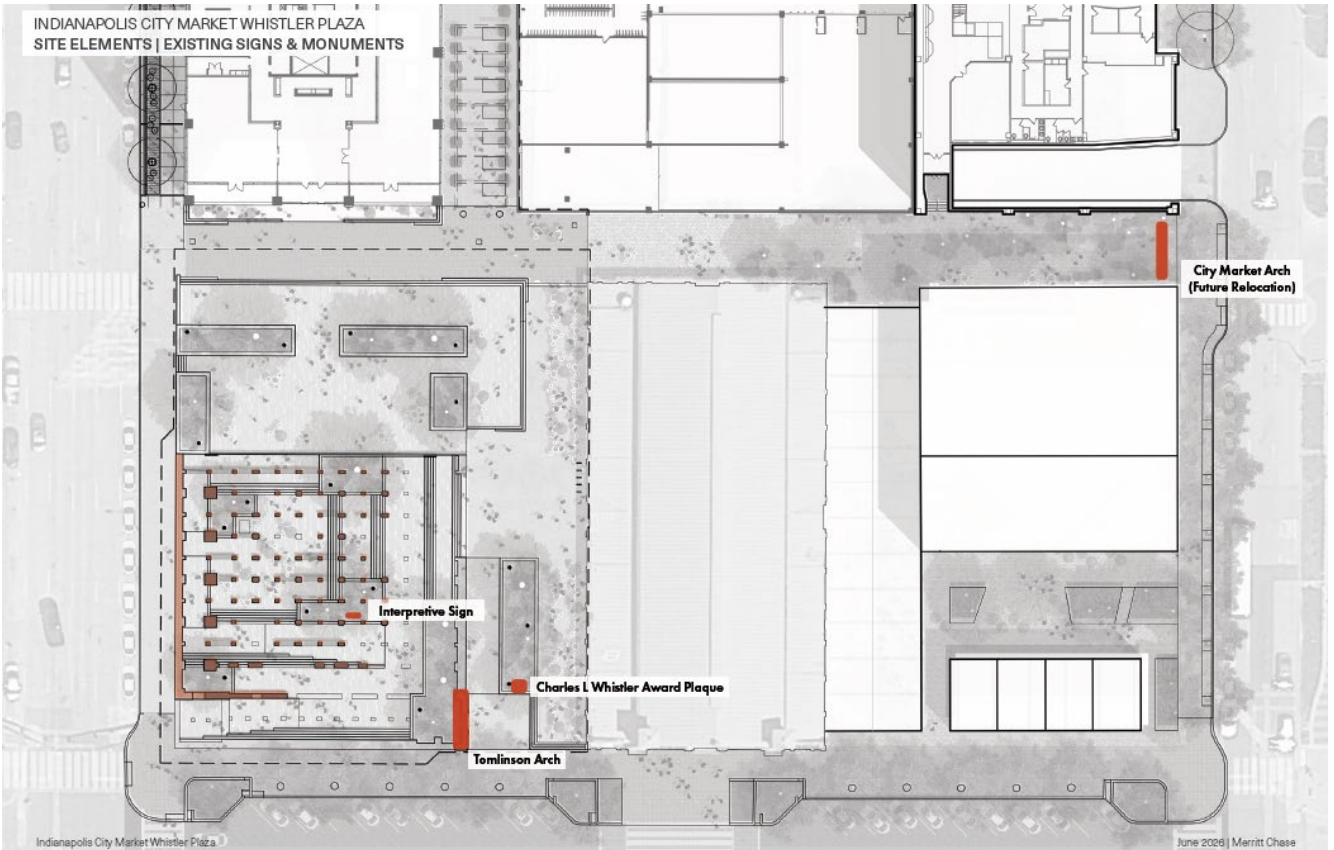 INDIANAPOLIS CITY MARKET WHISTLER PLAZA
SITE ELEMENTS | EXISTING SIGNS & MONUMENTS
City Market Arch
(Future Relocation)
Interpretive Sign
Charles L Whistler Award Plaque
Tomlinson Arch
Indianapolis City Market Whistler Plaza
June 2026 | Merritt Chase